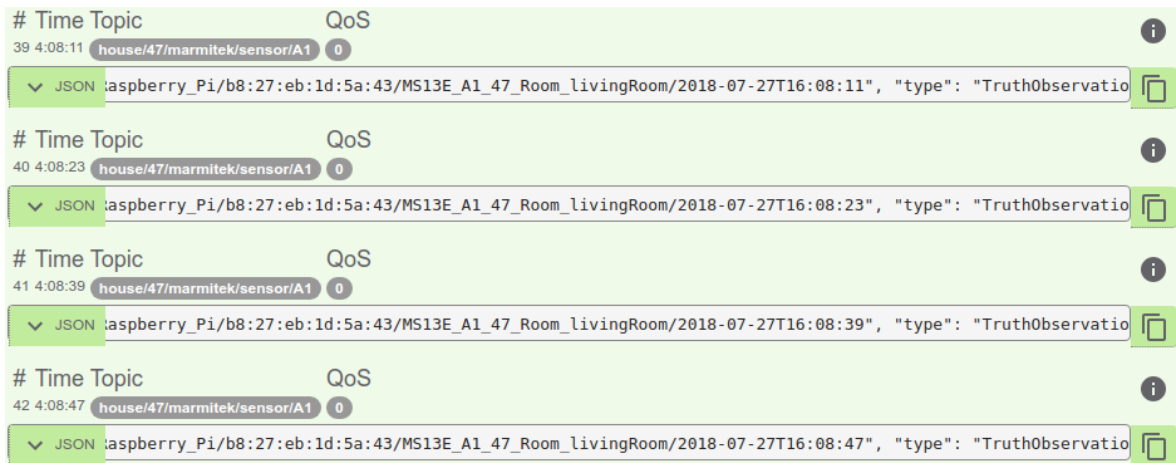 # Time Topic QoS
39 4:08:11 house/47/marmitek/sensor/A1 0
JSON aspberry_Pi/b8:27:eb:1d:5a:43/MS13E_A1_47_Room_livingRoom/2018-07-27T16:08:11", "type": "TruthObservatio
# Time Topic QoS
40 4:08:23 house/47/marmitek/sensor/A1 0
JSON aspberry_Pi/b8:27:eb:1d:5a:43/MS13E_A1_47_Room_livingRoom/2018-07-27T16:08:23", "type": "TruthObservatio
# Time Topic QoS
41 4:08:39 house/47/marmitek/sensor/A1 0
JSON aspberry_Pi/b8:27:eb:1d:5a:43/MS13E_A1_47_Room_livingRoom/2018-07-27T16:08:39", "type": "TruthObservatio
# Time Topic QoS
42 4:08:47 house/47/marmitek/sensor/A1 0
JSON aspberry_Pi/b8:27:eb:1d:5a:43/MS13E_A1_47_Room_livingRoom/2018-07-27T16:08:47", "type": "TruthObservatio